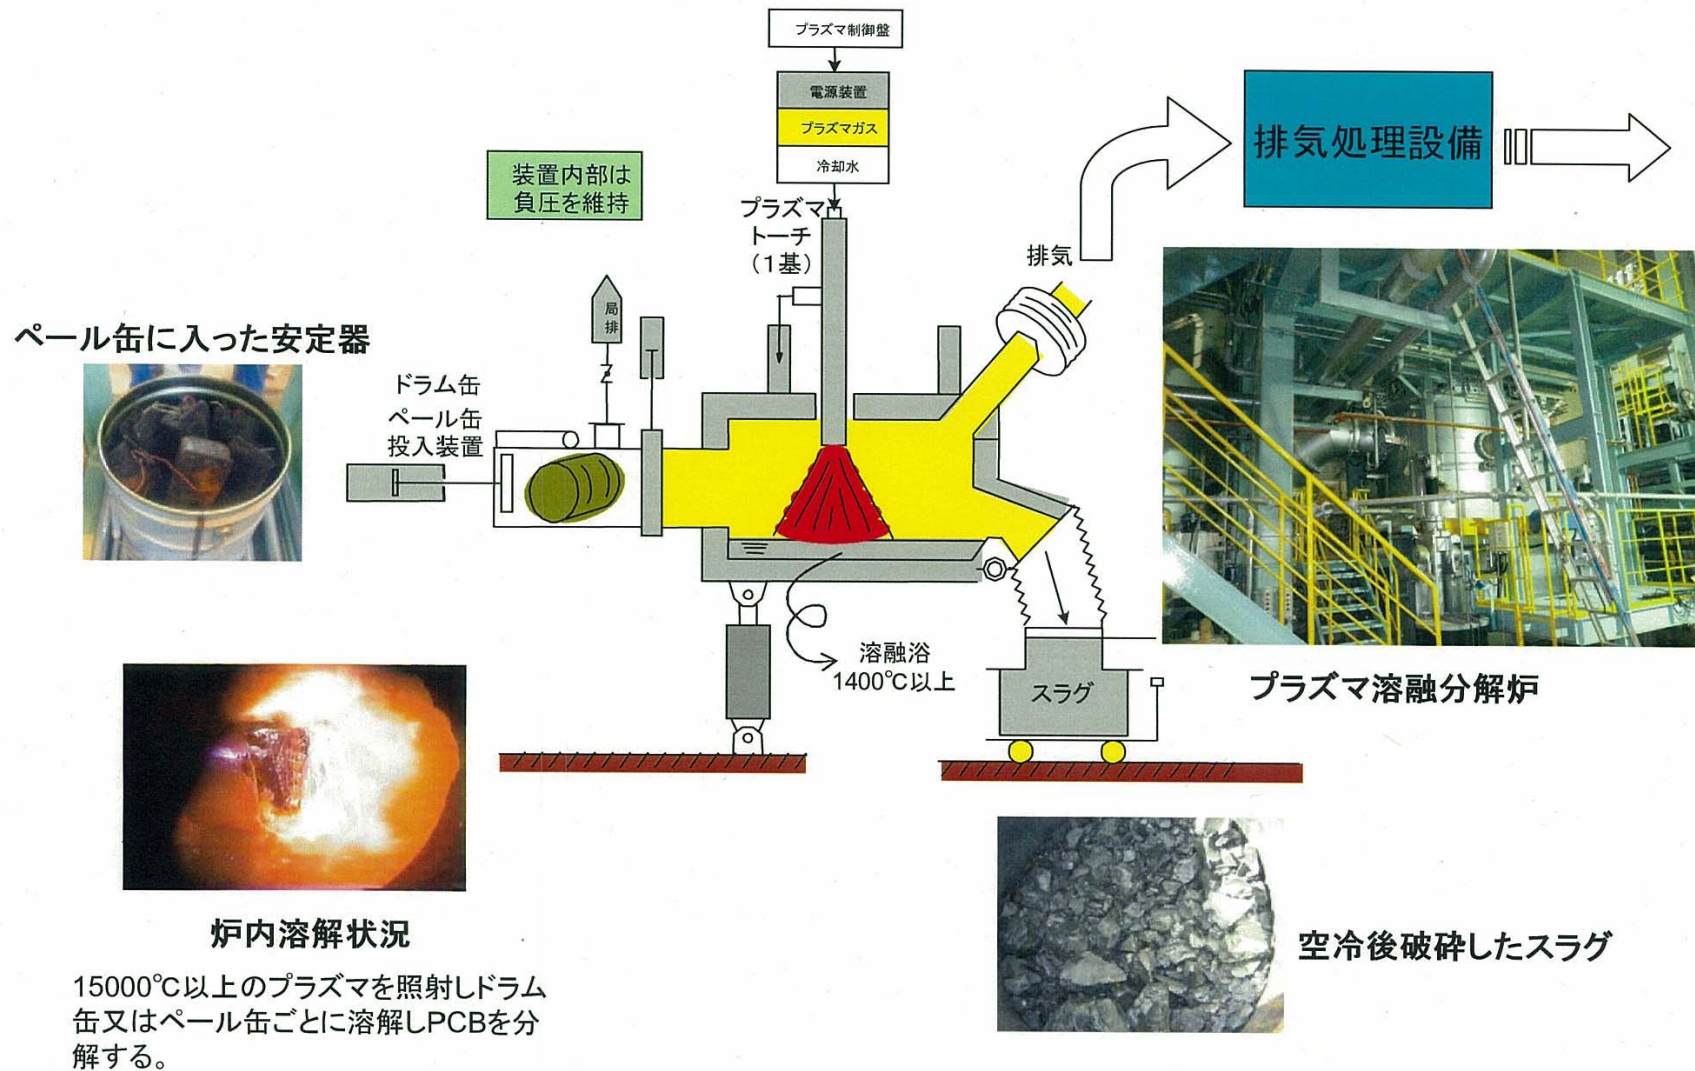 プラズマ制御盤
電源装置
プラズマガス
冷却水
排気処理設備
装置内部は
負圧を維持
プラズマ
トーチ
(1基)
排気
局
排
ペール缶に入った安定器
ドラム缶
ペール缶
投入装置
溶融浴
1400℃以上
スラグ
プラズマ溶融分解炉
炉内溶解状況
空冷後破砕したスラグ
15000℃以上のプラズマを照射しドラム
缶又はペール缶ごとに溶解しPCBを分
解する。